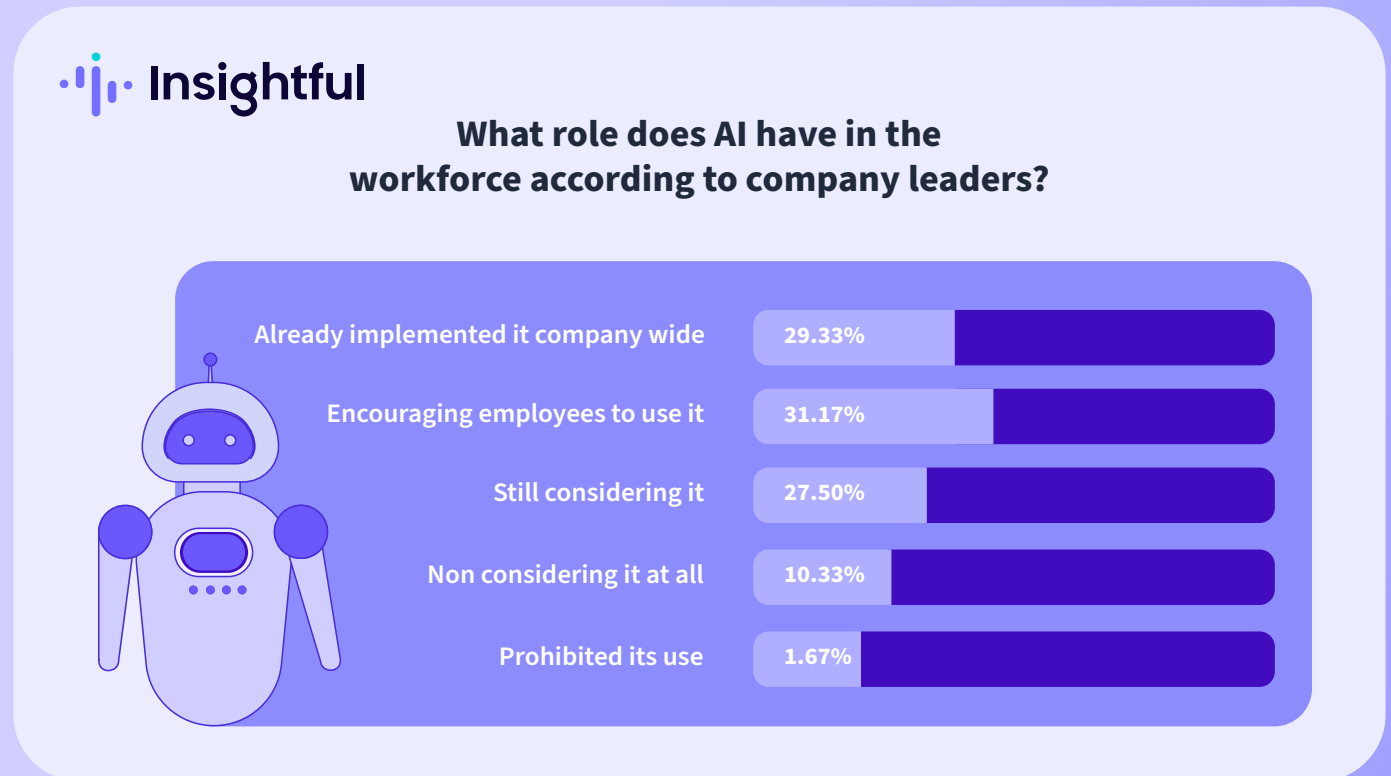 Insightful
What role does AI have in the
workforce according to company leaders?
Already implemented it company wide 29.33%
Encouraging employees to use it 31.17%
Still considering it 27.50%
Non considering it at all 10.33%
Prohibited its use 1.67%